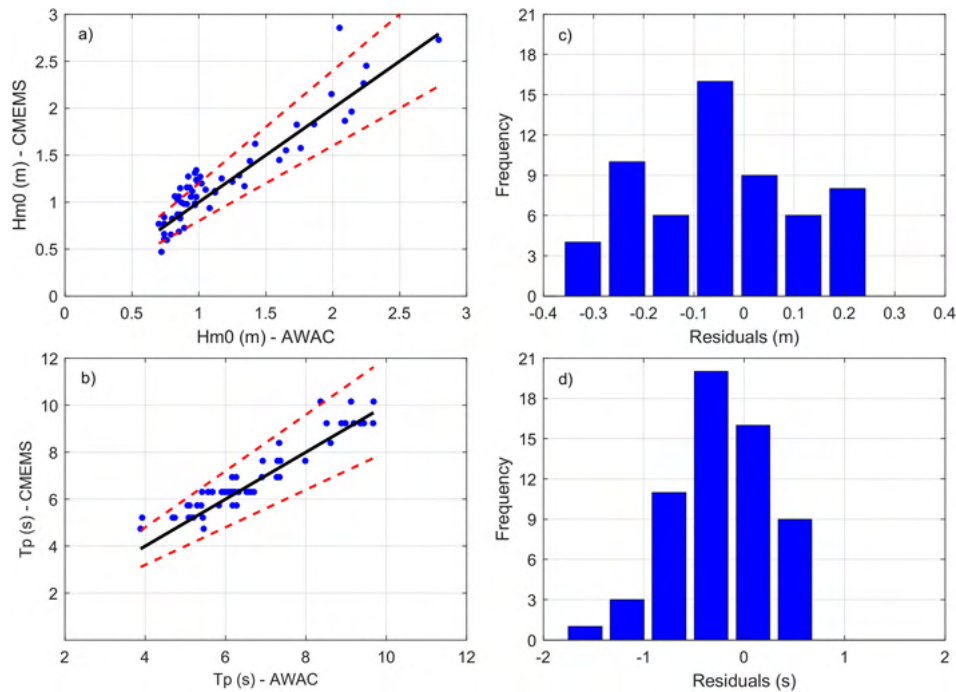 a)
3
2.5
2
1.5
1
0.5
0
Hm0 (m) - CMEMS
0 0.5 1 1.5 2 2.5 3
Hm0 (m) - AWAC
c)
21
18
15
12
9
6
3
Frequency
-0.4 -0.3 -0.2 -0.1 0 0.1 0.2 0.3 0.4
Residuals (m)
b)
12
10
8
6
4
2
Tp (s) - CMEMS
2 4 6 8 10 12
Tp (s) - AWAC
d)
21
18
15
12
9
6
3
Frequency
-2 -1 0 1 2
Residuals (s)